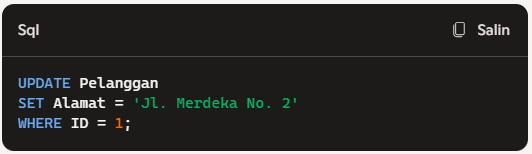 Sql
Salin
UPDATE Pelanggan
SET Alamat = 'Jl. Merdeka No. 2'
WHERE ID = 1;